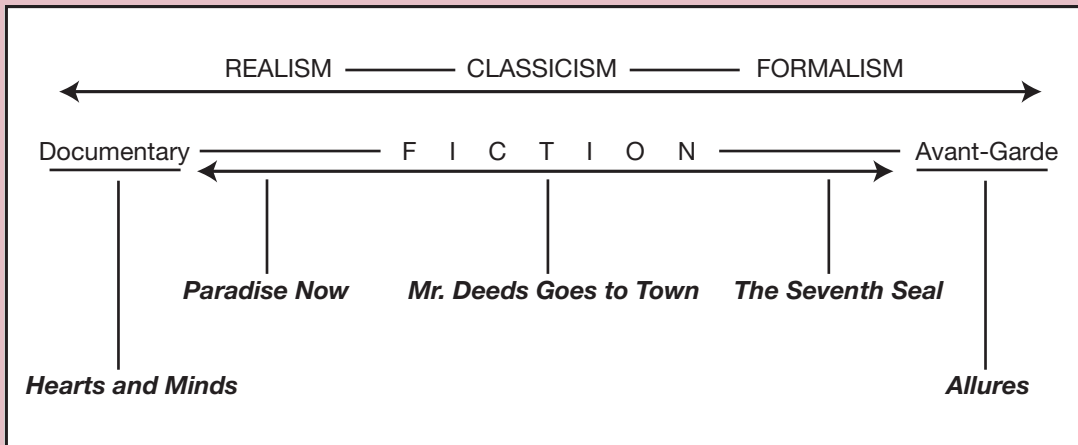 REALISM CLASSICISM FORMALISM
Documentary F I C T I O N Avant-Garde
Paradise Now Mr. Deeds Goes to Town The Seventh Seal
Hearts and Minds Allures